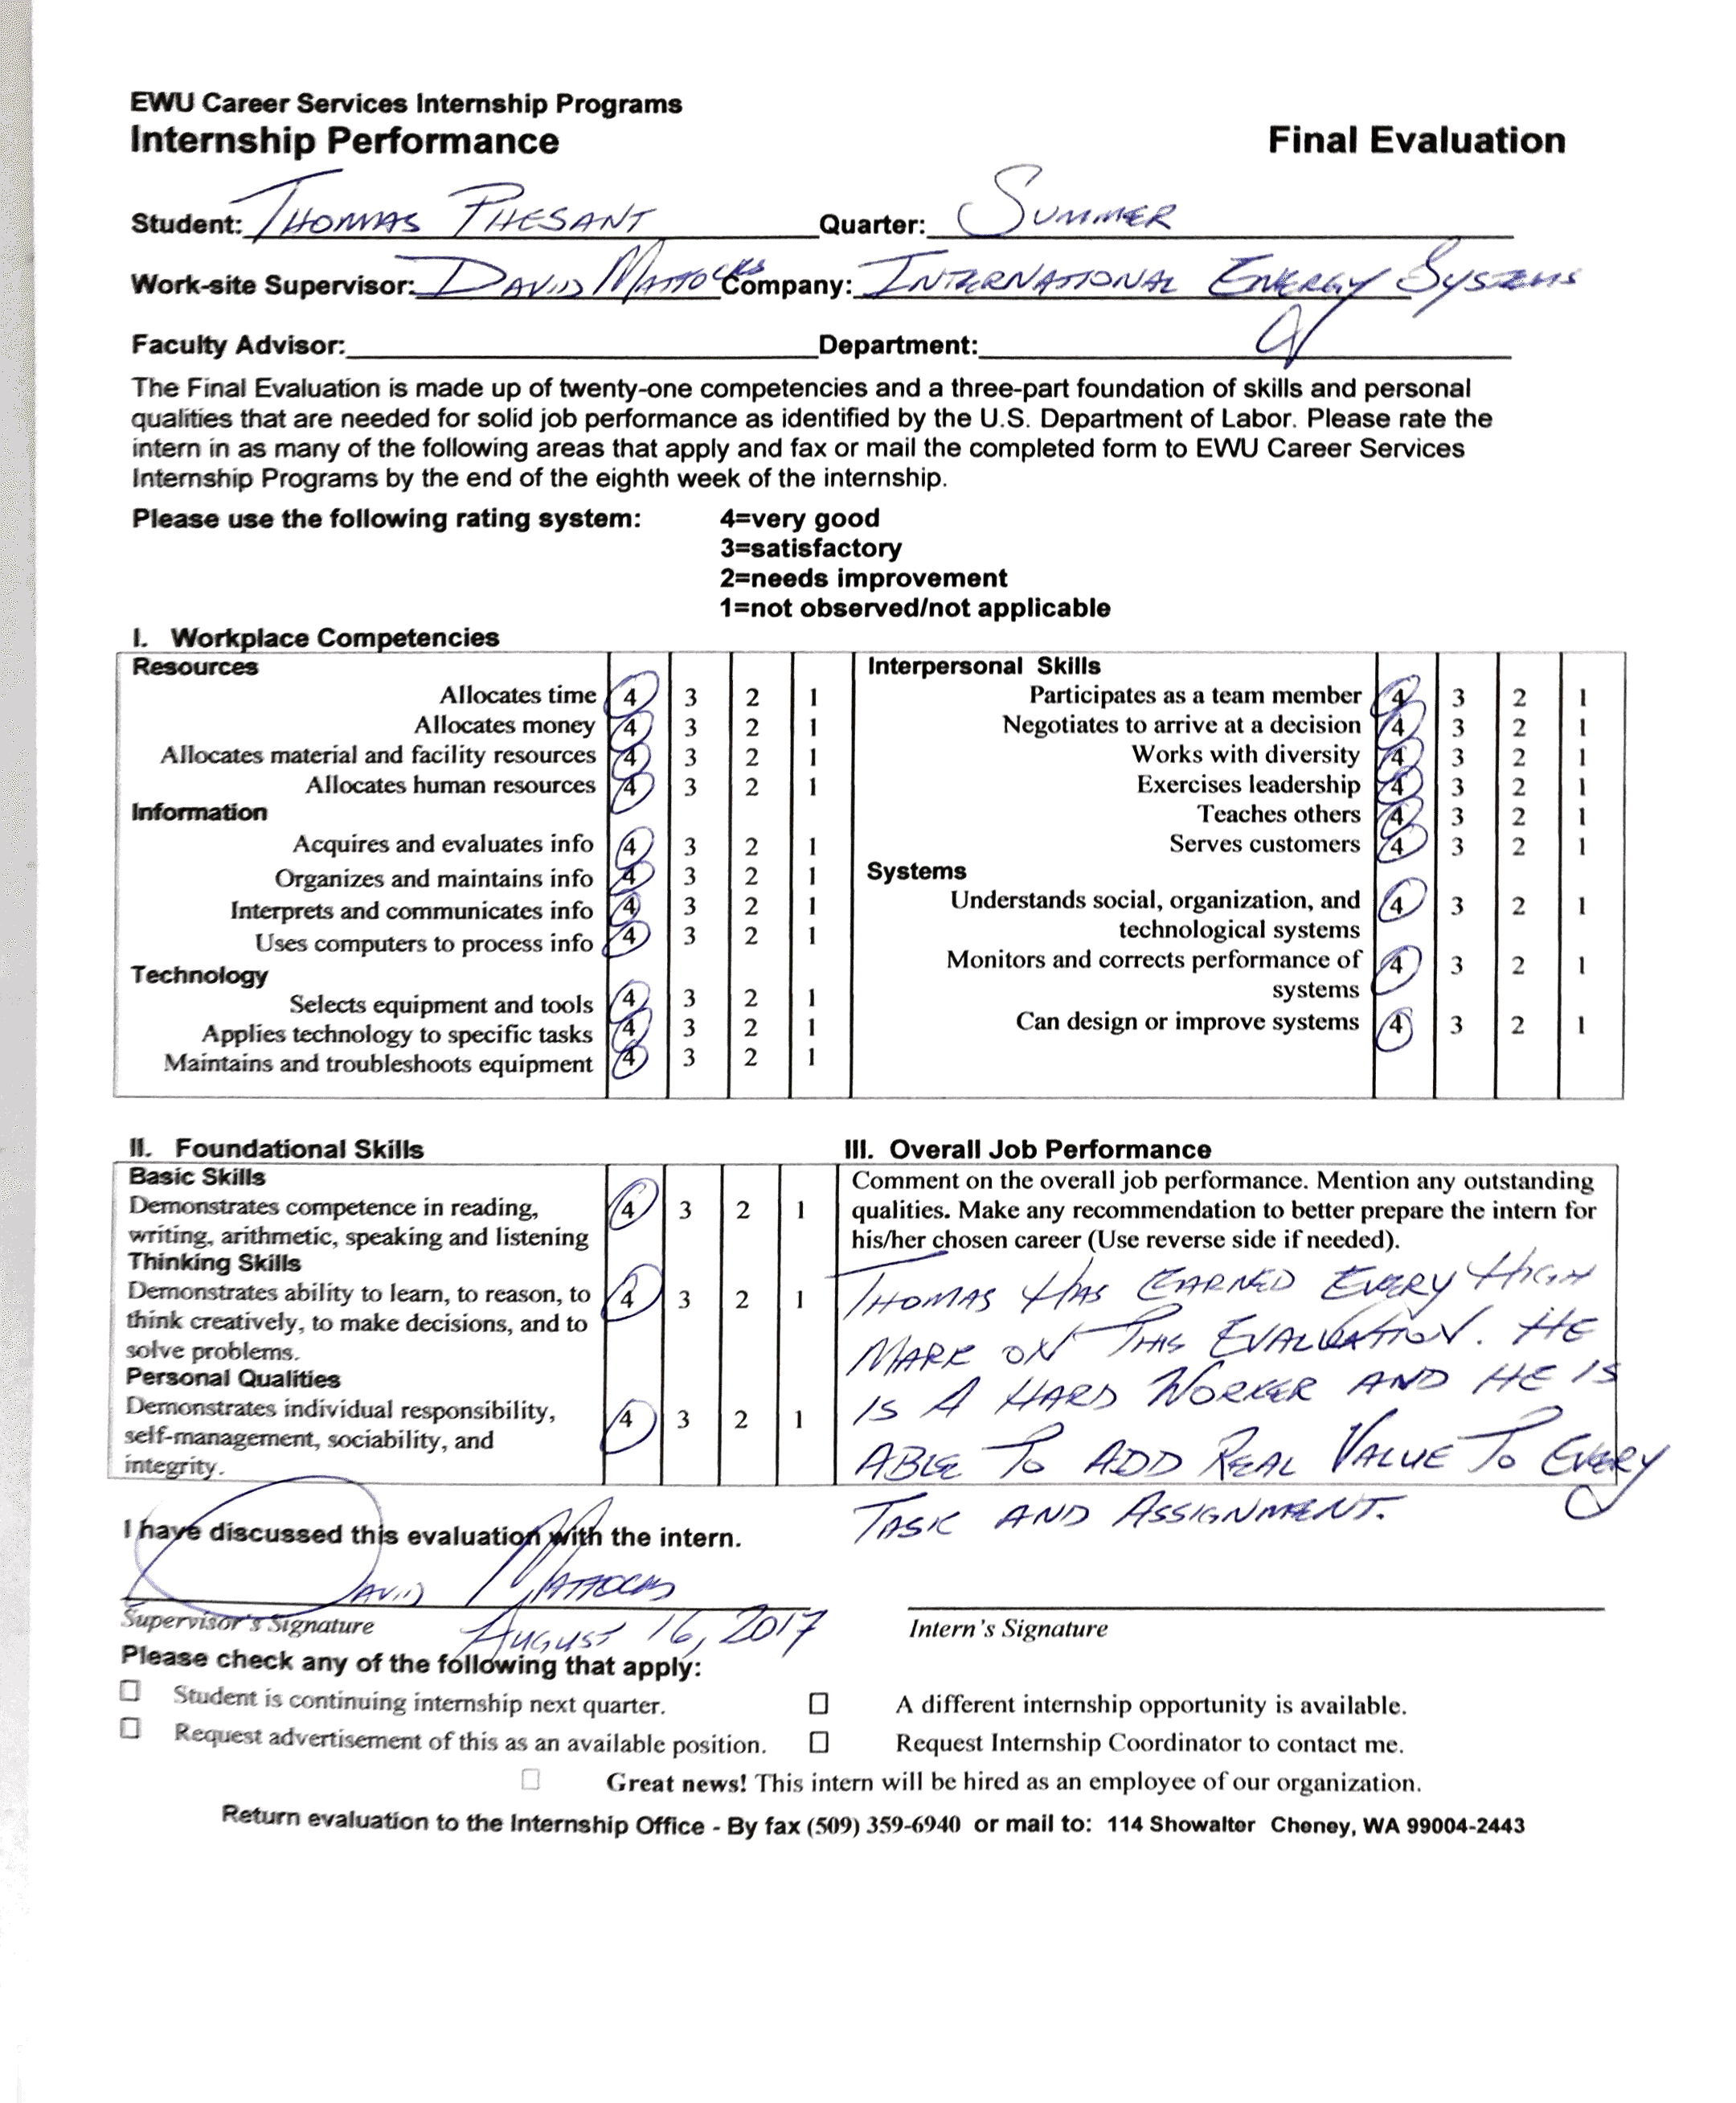 EWU Career Services Internship Programs
Internship Performance Final Evaluation
Student: THOMAS PHESANT Quarter: SUMMER
Work-site Supervisor: DAVID MATTOCKS Company: INTERNATIONAL ENERGY SYSTEMS
Faculty Advisor: Department:
The Final Evaluation is made up of twenty-one competencies and a three-part foundation of skills and personal
qualities that are needed for solid job performance as identified by the U.S. Department of Labor. Please rate the
intern in as many of the following areas that apply and fax or mail the completed form to EWU Career Services
Internship Programs by the end of the eighth week of the internship.
Please use the following rating system: 4=very good
3=satisfactory
2=needs improvement
1=not observed/not applicable
I. Workplace Competencies
Resources
Allocates time 4 3 2 1
Allocates money 4 3 2 1
Allocates material and facility resources 4 3 2 1
Allocates human resources 4 3 2 1
Information
Acquires and evaluates info 4 3 2 1
Organizes and maintains info 4 3 2 1
Interprets and communicates info 4 3 2 1
Uses computers to process info 4 3 2 1
Technology
Selects equipment and tools 4 3 2 1
Applies technology to specific tasks 4 3 2 1
Maintains and troubleshoots equipment 4 3 2 1
Interpersonal Skills
Participates as a team member 4 3 2 1
Negotiates to arrive at a decision 4 3 2 1
Works with diversity 4 3 2 1
Exercises leadership 4 3 2 1
Teaches others 4 3 2 1
Serves customers 4 3 2 1
Systems
Understands social, organization, and 4 3 2 1
technological systems
Monitors and corrects performance of 4 3 2 1
systems
Can design or improve systems 4 3 2 1
II. Foundational Skills
Basic Skills
Demonstrates competence in reading, 4 3 2 1
writing, arithmetic, speaking and listening
Thinking Skills
Demonstrates ability to learn, to reason, to 4 3 2 1
think creatively, to make decisions, and to
solve problems.
Personal Qualities
Demonstrates individual responsibility, 4 3 2 1
self-management, sociability, and
integrity.
III. Overall Job Performance
Comment on the overall job performance. Mention any outstanding
qualities. Make any recommendation to better prepare the intern for
his/her chosen career (Use reverse side if needed).
THOMAS HAS EARNED EVERY HIGH
MARK ON THIS EVALUATION. HE
IS A HARD WORKER AND HE IS
ABLE TO ADD REAL VALUE TO EVERY
TASK AND ASSIGNMENT.
I have discussed this evaluation with the intern.
DAVID MATTOCKS
Supervisor's Signature AUGUST 16, 2017 Intern's Signature
Please check any of the following that apply:
Student is continuing internship next quarter. A different internship opportunity is available.
Request advertisement of this as an available position. Request Internship Coordinator to contact me.
Great news! This intern will be hired as an employee of our organization.
Return evaluation to the Internship Office - By fax (509) 359-6940 or mail to: 114 Showalter Cheney, WA 99004-2443